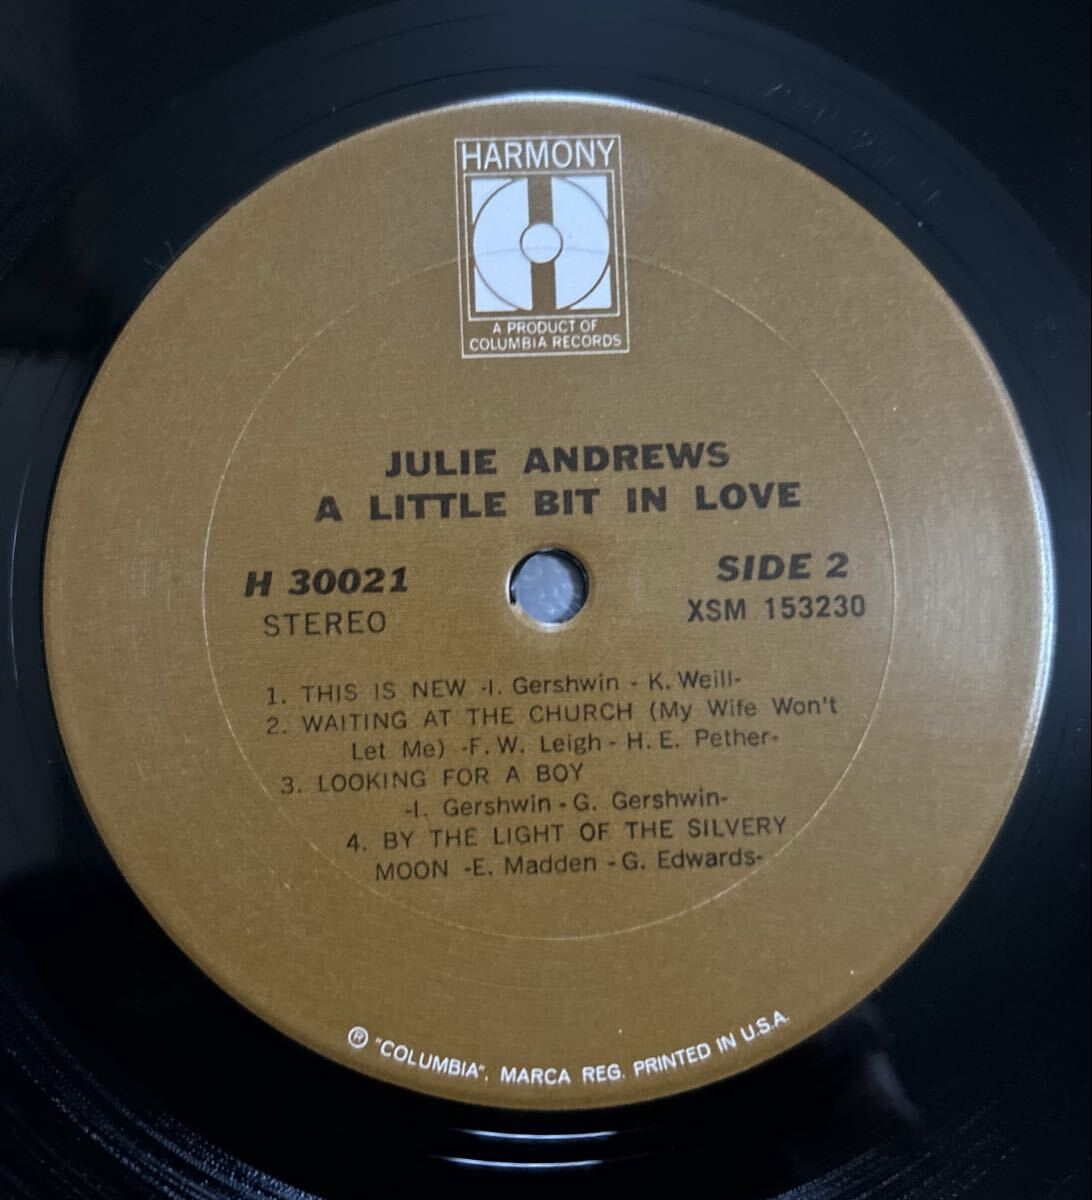 HARMONY
A PRODUCT OF
COLUMBIA RECORDS
JULIE ANDREWS
A LITTLE BIT IN LOVE
H 30021
STEREO
SIDE 2
XSM 153230
1. THIS IS NEW -I. Gershwin - K. Weill-
2. WAITING AT THE CHURCH (My Wife Won't
Let Me) -F. W. Leigh - H. E. Pether-
3. LOOKING FOR A BOY
-I. Gershwin - G. Gershwin-
4. BY THE LIGHT OF THE SILVERY
MOON -E. Madden - G. Edwards-
® "COLUMBIA", MARCA REG. PRINTED IN U.S.A.